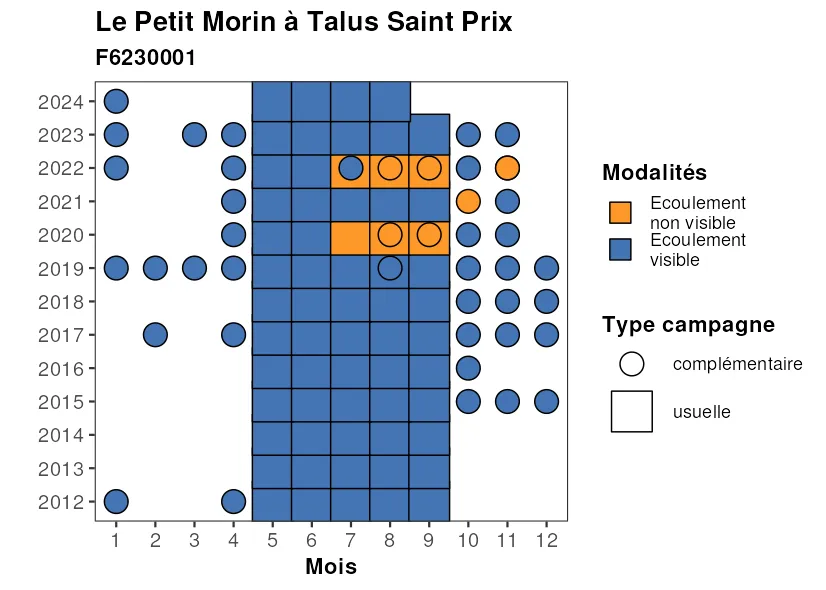 Le Petit Morin à Talus Saint Prix
F6230001
2024
2023
2022
2021
2020
2019
2018
2017
2016
2015
2014
2013
2012
1 2 3 4 5 6 7 8 9 10 11 12
Mois
Modalités
Ecoulement
non visible
Ecoulement
visible
Type campagne
complémentaire
usuelle